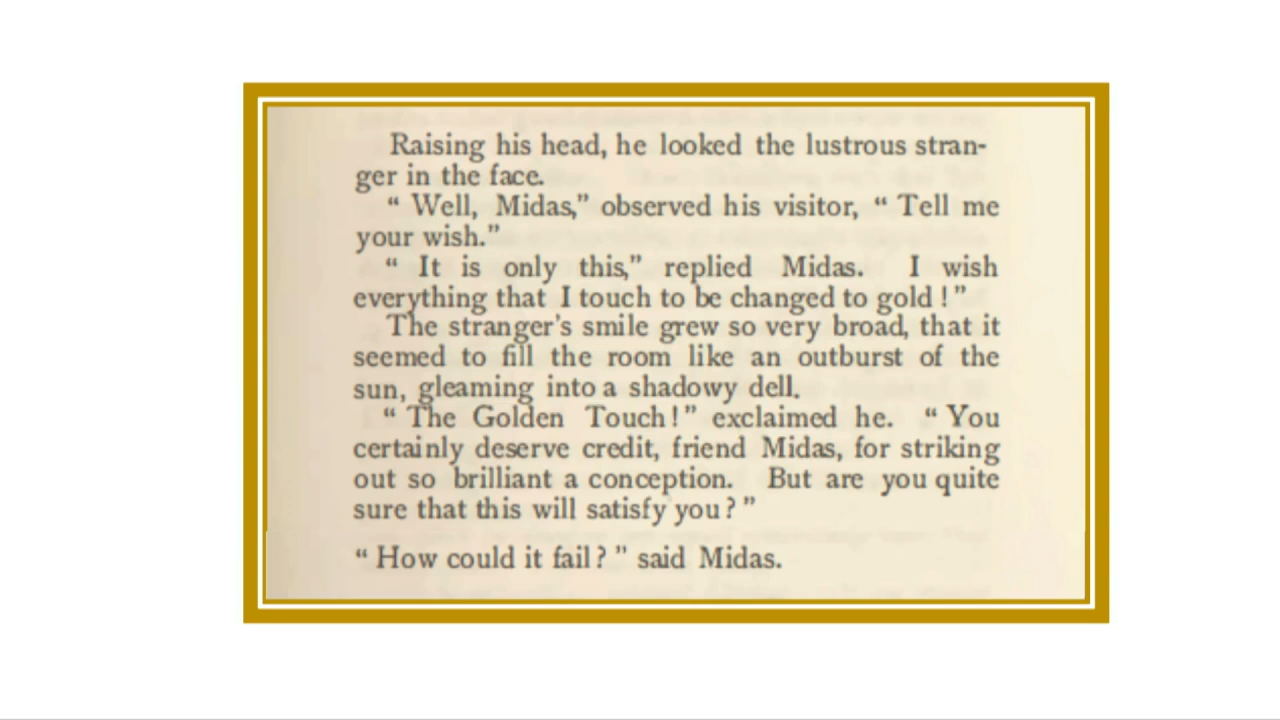 Raising his head, he looked the lustrous stran-
ger in the face.
“ Well, Midas,” observed his visitor, “ Tell me
your wish.”
“ It is only this,” replied Midas. I wish
everything that I touch to be changed to gold ! ”
The stranger’s smile grew so very broad, that it
seemed to fill the room like an outburst of the
sun, gleaming into a shadowy dell.
“ The Golden Touch ! ” exclaimed he. “ You
certainly deserve credit, friend Midas, for striking
out so brilliant a conception. But are you quite
sure that this will satisfy you ? ”
“ How could it fail ? ” said Midas.